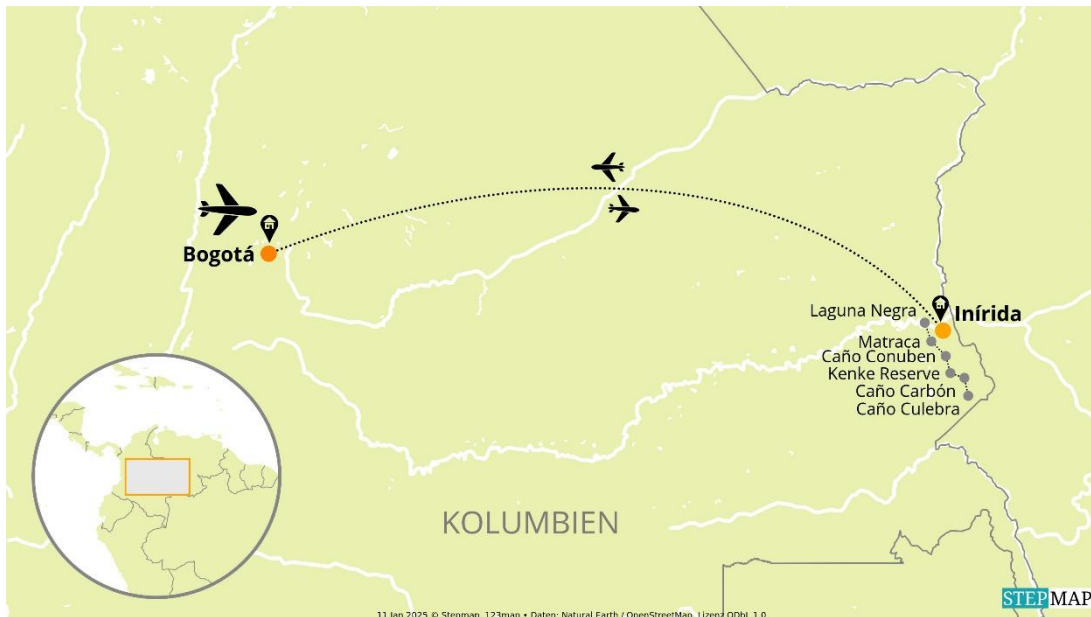 Bogotá
Inírida
Laguna Negra
Matraca
Caño Conuben
Kenke Reserve
Caño Carbón
Caño Culebra
KOLUMBIEN
STEPMAP
11 Jan 2025 © Stepmap, 123map • Daten: Natural Earth / OpenStreetMap, Lizenz ODbL 1.0